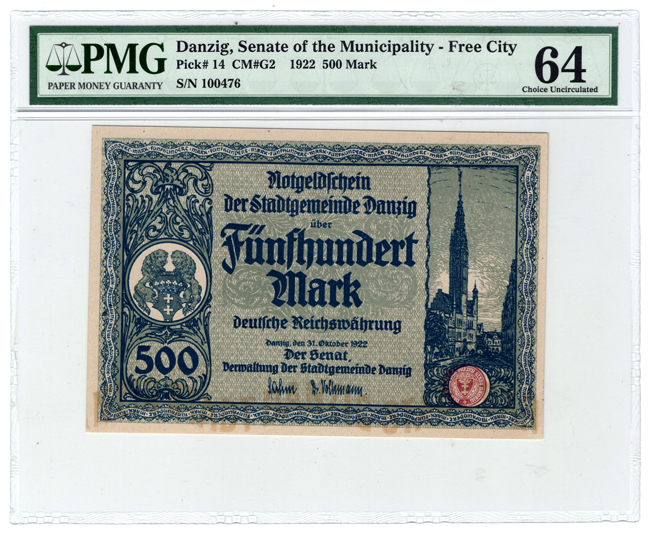 PMG
PAPER MONEY GUARANTY
Danzig, Senate of the Municipality - Free City
Pick# 14 CM#G2 1922 500 Mark
S/N 100476
64
Choice Uncirculated
Notgeldschein
der Stadtgemeinde Danzig
über
Fünfhundert
Mark
deutsche Reichswährung
Danzig, den 31. Oktober 1922
Der Senat,
Verwaltung der Stadtgemeinde Danzig
500